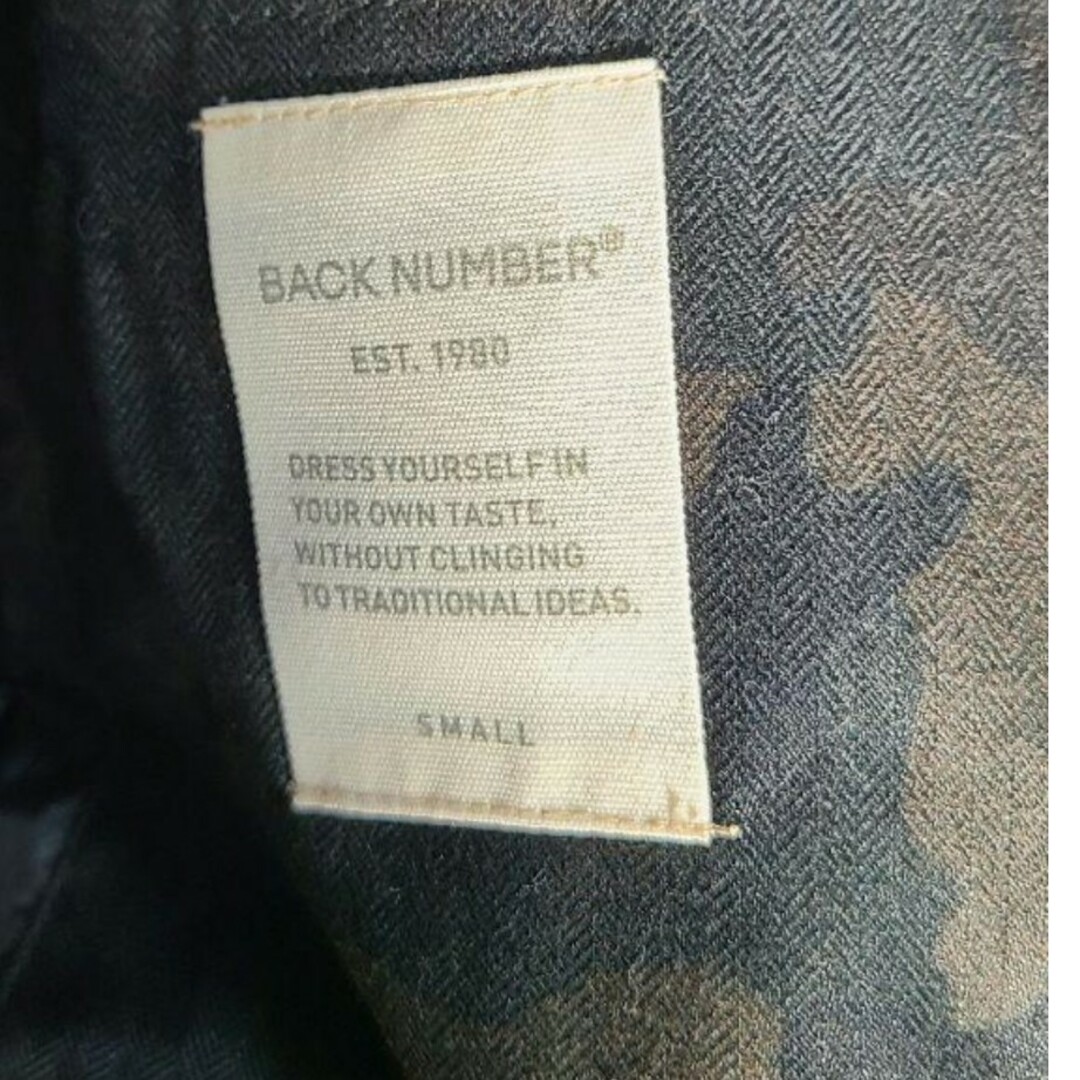 BACK NUMBER®
EST. 1980
DRESS YOURSELF IN
YOUR OWN TASTE,
WITHOUT CLINGING
TO TRADITIONAL IDEAS.
SMALL